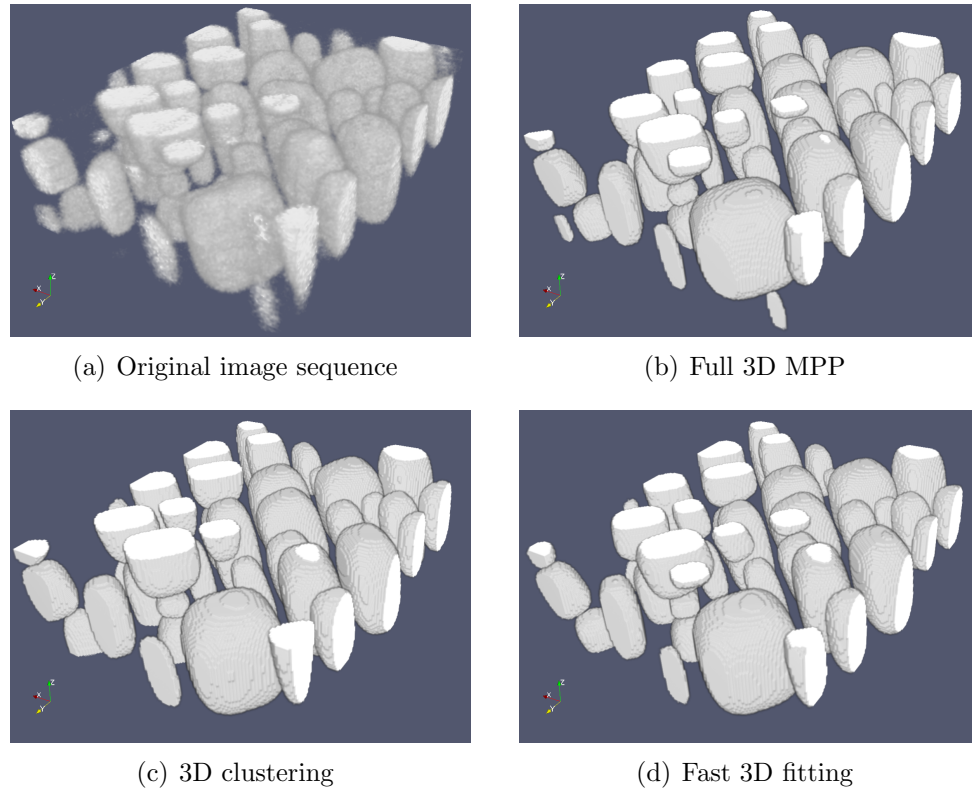 Z
X
Y
Z
X
Y
(a) Original image sequence
(b) Full 3D MPP
Z
X
Y
Z
X
Y
(c) 3D clustering
(d) Fast 3D fitting